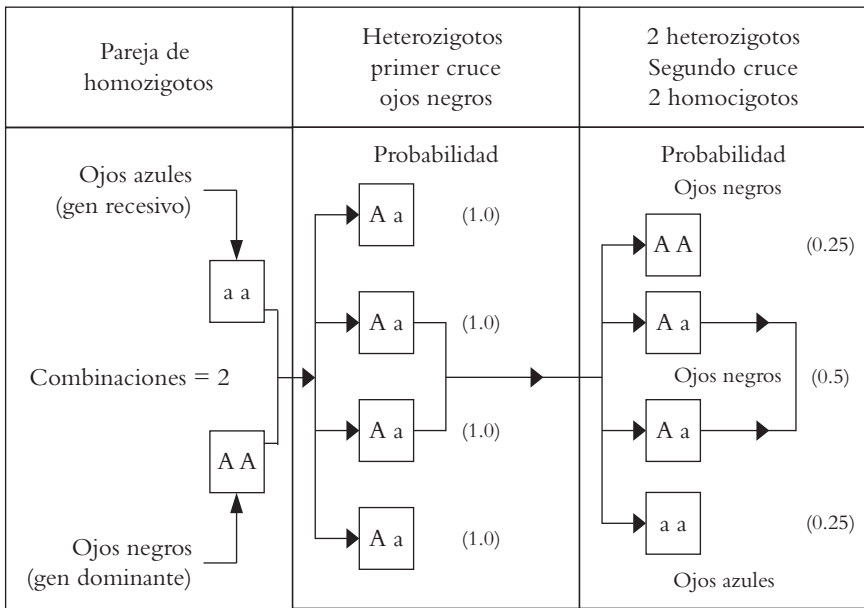 Pareja de
homozigotos
Heterozigotos
primer cruce
ojos negros
2 heterozigotos
Segundo cruce
2 homocigotos
Ojos azules
(gen recesivo)
a a
Combinaciones = 2
A A
Ojos negros
(gen dominante)
Probabilidad
A a (1.0)
A a (1.0)
A a (1.0)
A a (1.0)
Probabilidad
Ojos negros
A A (0.25)
A a
Ojos negros (0.5)
A a
a a (0.25)
Ojos azules